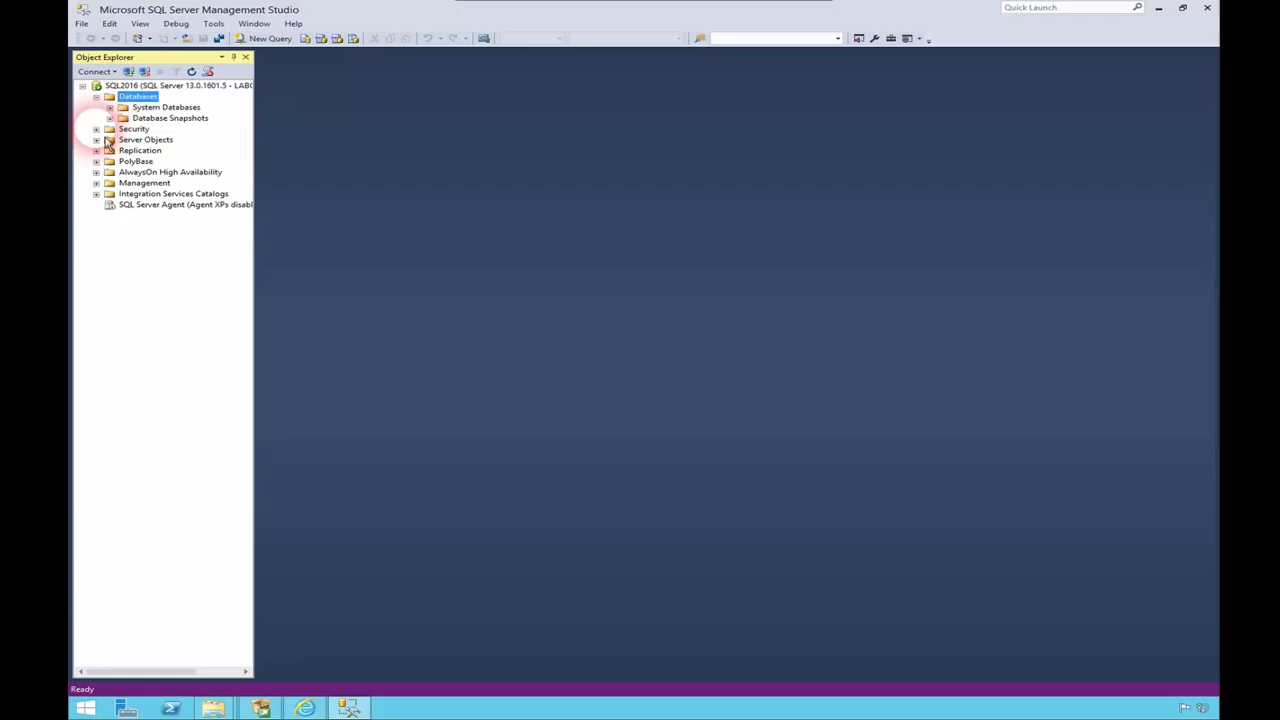 Microsoft SQL Server Management Studio
Quick Launch
File Edit View Debug Tools Window Help
New Query
Object Explorer
Connect
SQL2016 (SQL Server 13.0.1601.5 - LABC
Databases
System Databases
Database Snapshots
Security
Server Objects
Replication
PolyBase
AlwaysOn High Availability
Management
Integration Services Catalogs
SQL Server Agent (Agent XPs disabl
Ready